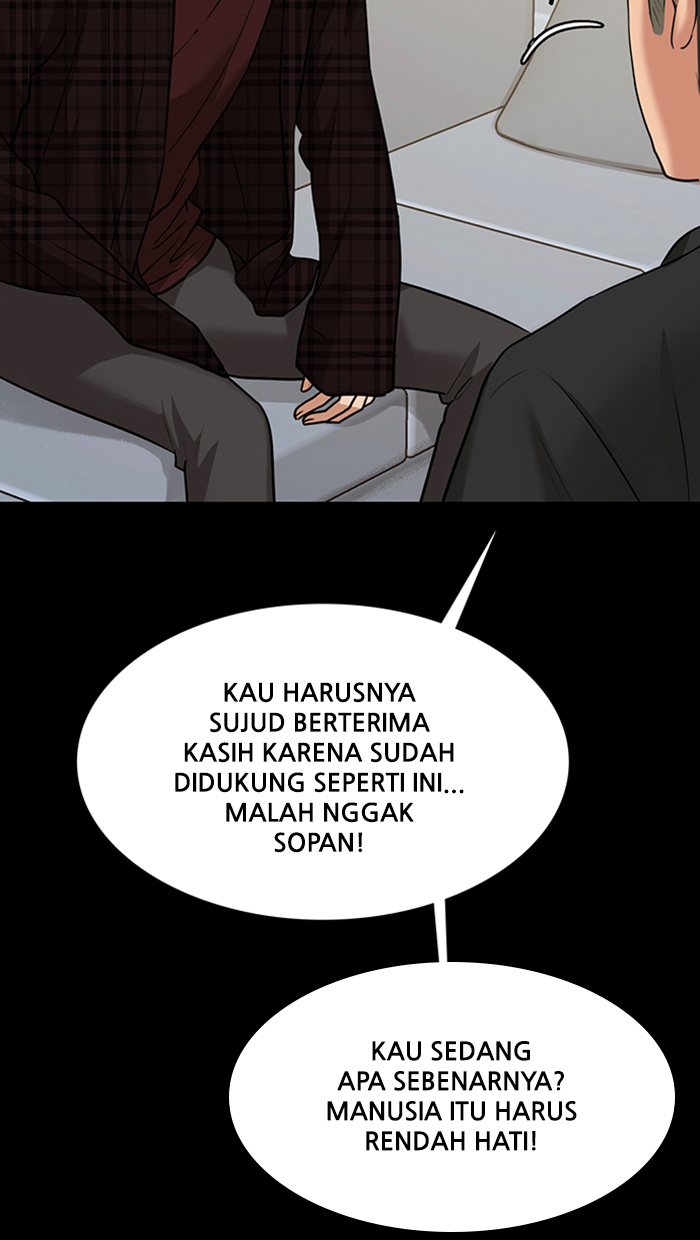 KAU HARUSNYA
SUJUD BERTERIMA
KASIH KARENA SUDAH
DIDUKUNG SEPERTI INI...
MALAH NGGAK
SOPAN!
KAU SEDANG
APA SEBENARNYA?
MANUSIA ITU HARUS
RENDAH HATI!